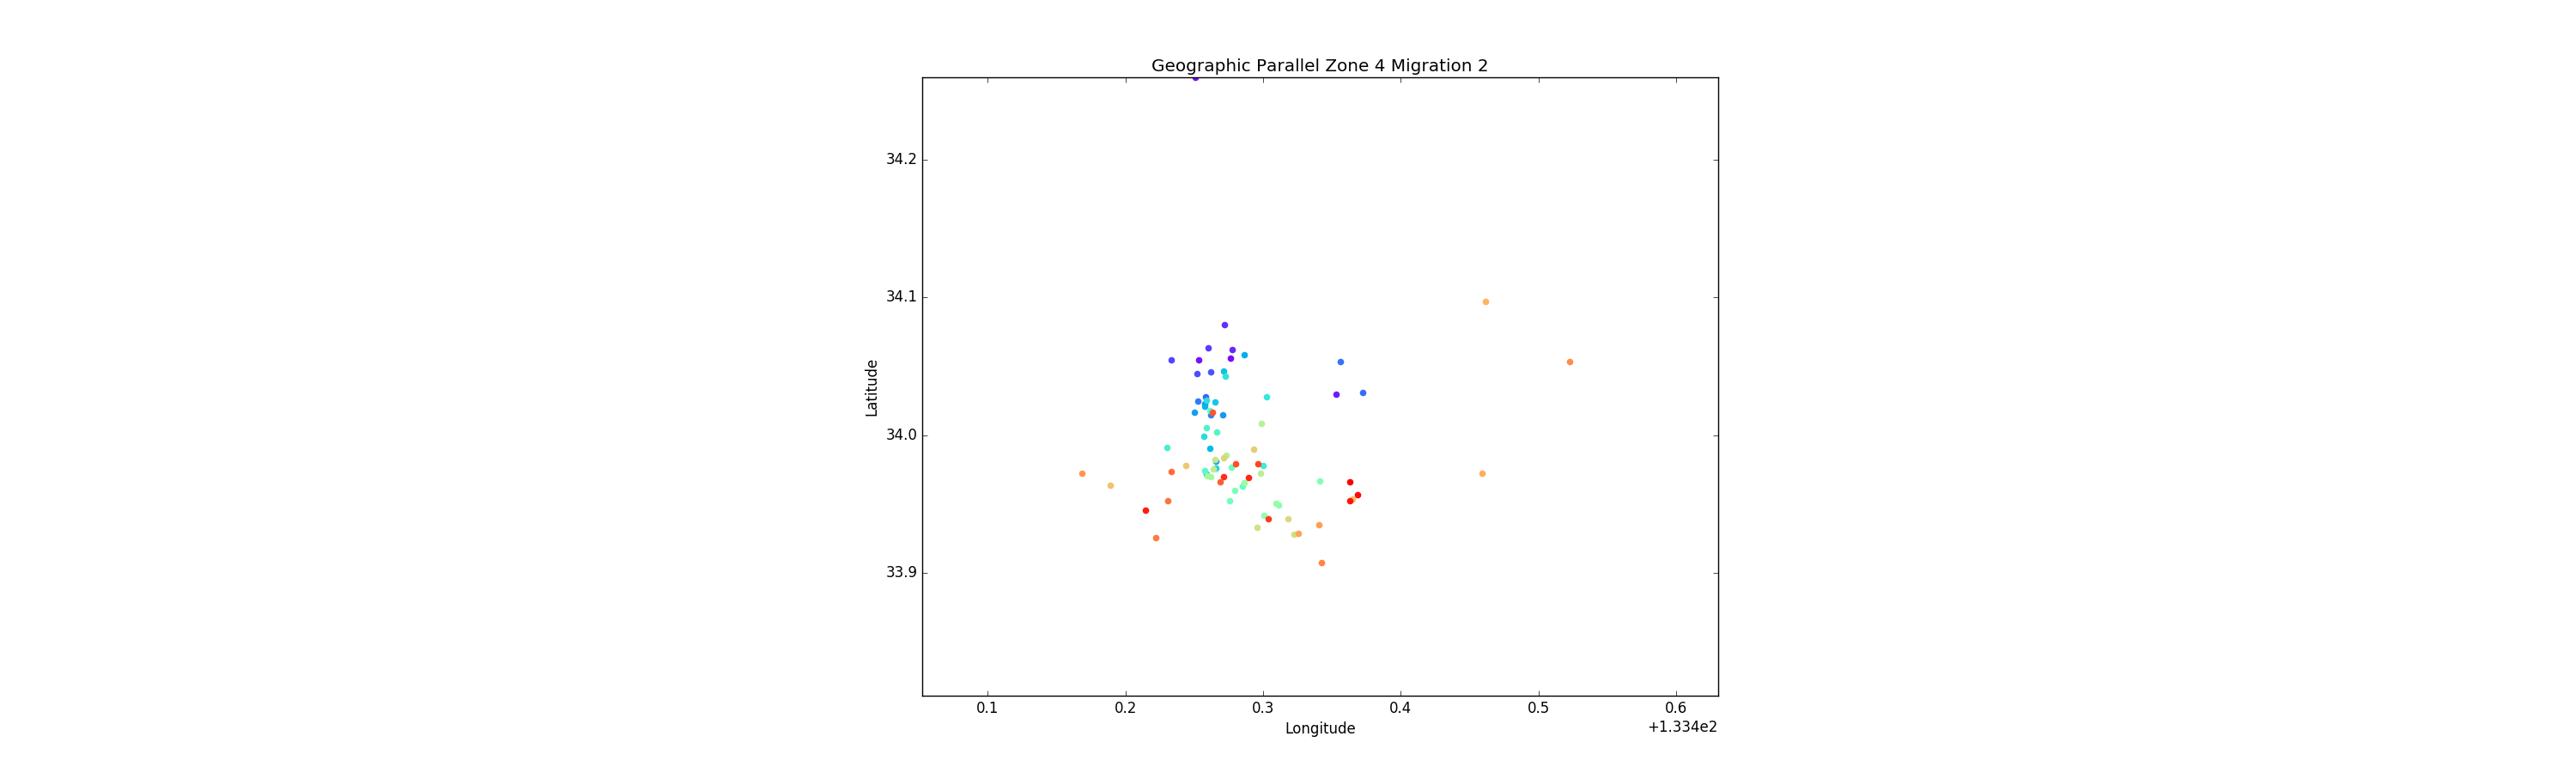 Geographic Parallel Zone 4 Migration 2
34.2
34.1
34.0
33.9
Latitude
0.1 0.2 0.3 0.4 0.5 0.6
+1.334e2
Longitude